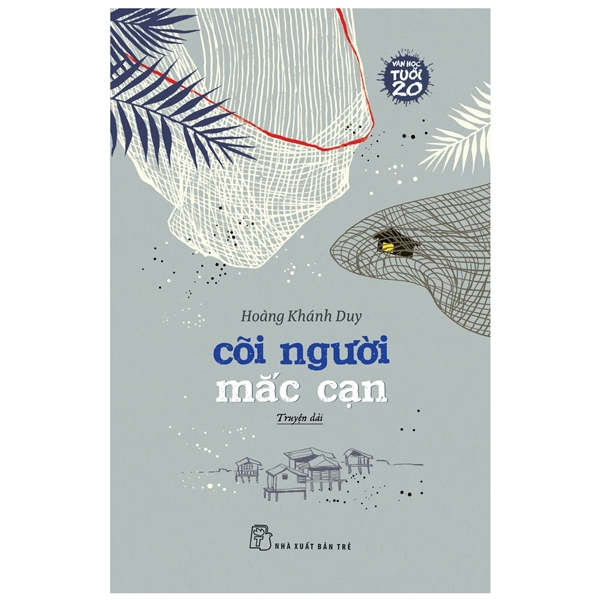 VĂN HỌC
TUỔI
20
Hoàng Khánh Duy
cõi người
mắc cạn
Truyện dài
NHÀ XUẤT BẢN TRẺ